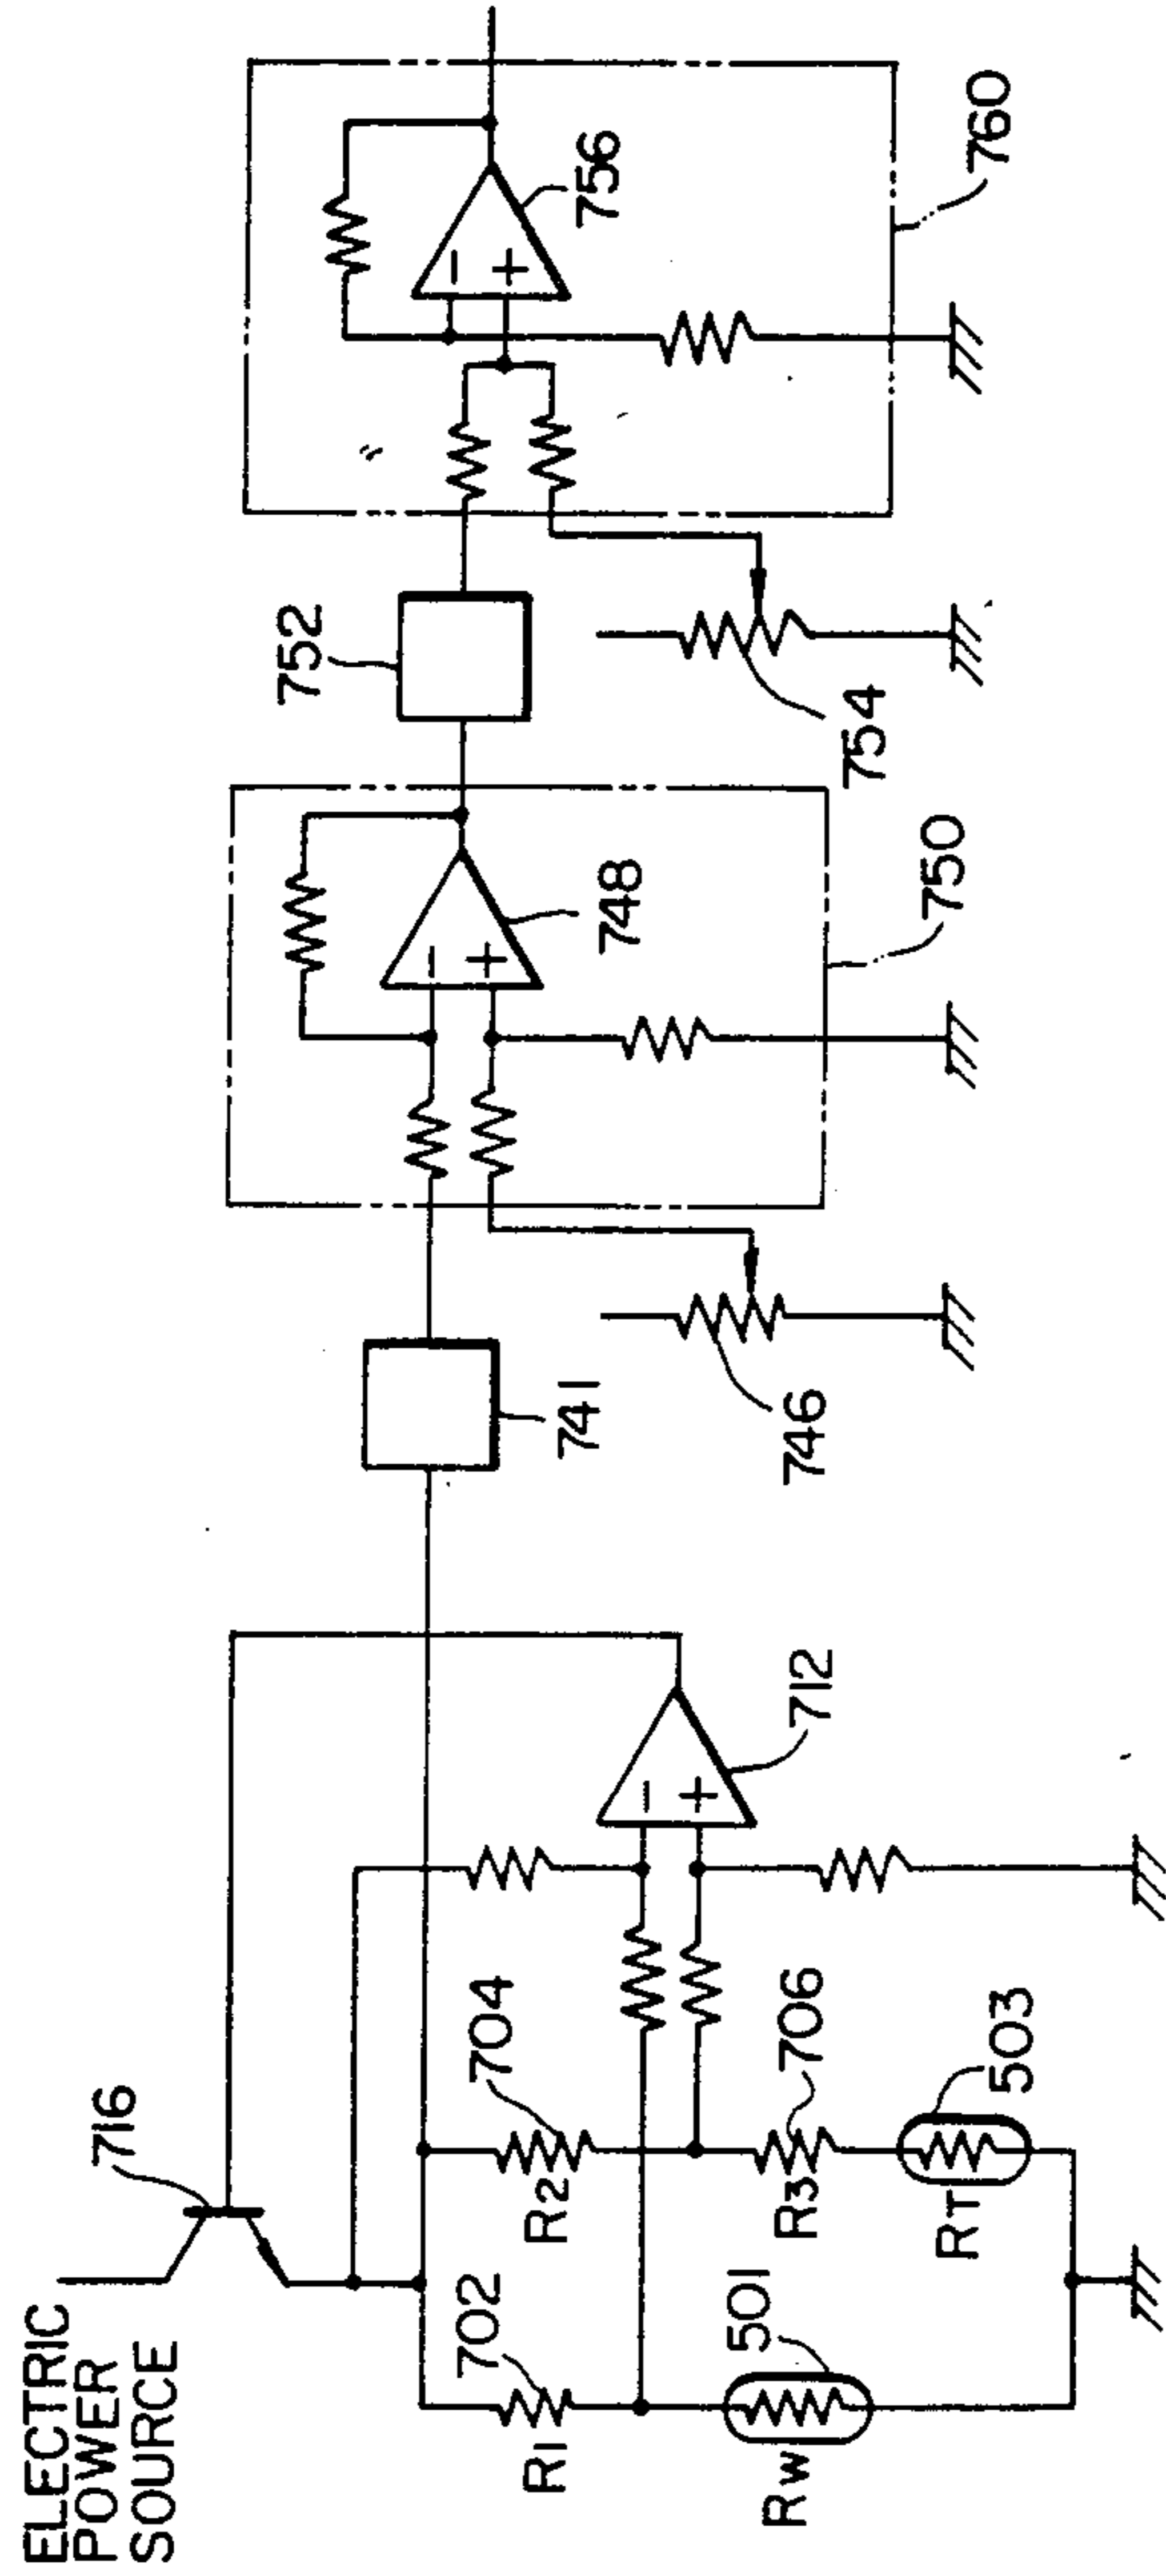 ELECTRIC
POWER
SOURCE
716
702
R1
704
R2
501
RW
R3
706
RT
503
−
+
712
741
746
−
+
748
750
752
754
−
+
756
760